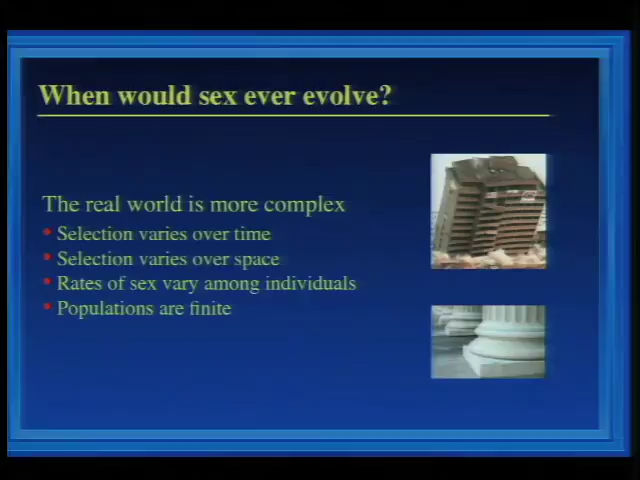 When would sex ever evolve?
The real world is more complex
• Selection varies over time
• Selection varies over space
• Rates of sex vary among individuals
• Populations are finite